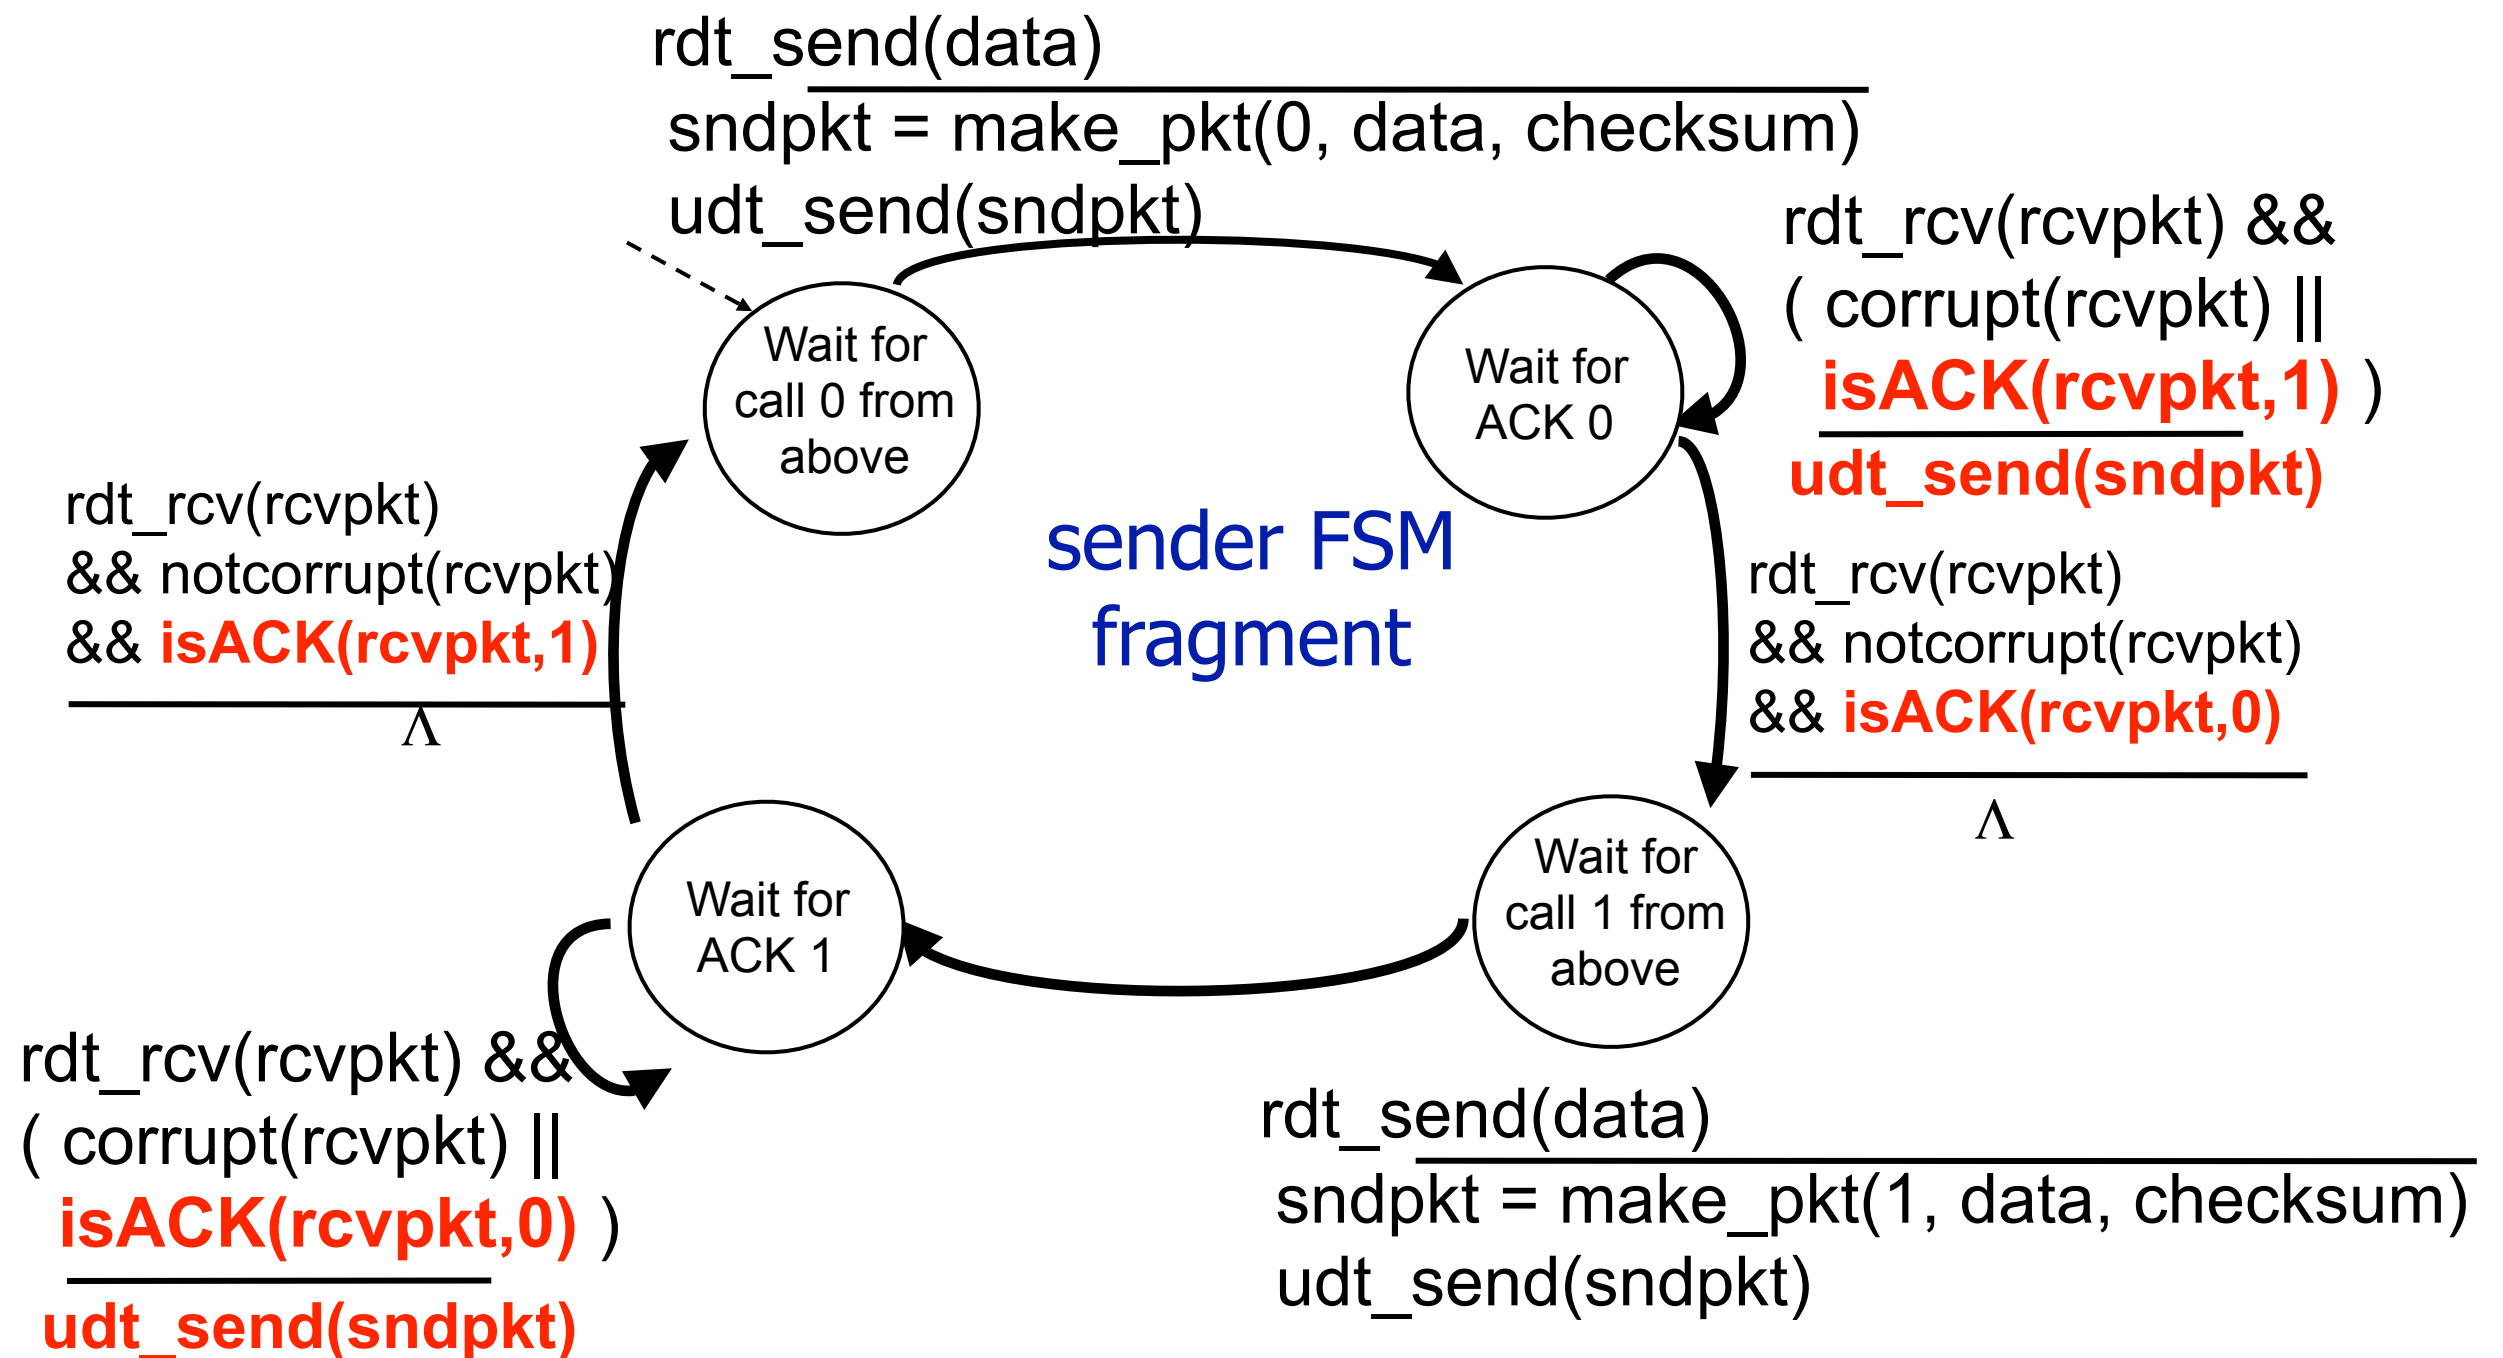 rdt_send(data)
sndpkt = make_pkt(0, data, checksum)
udt_send(sndpkt)
rdt_rcv(rcvpkt) &&
( corrupt(rcvpkt) ||
isACK(rcvpkt,1) )
udt_send(sndpkt)
Wait for
call 0 from
above
Wait for
ACK 0
rdt_rcv(rcvpkt)
&& notcorrupt(rcvpkt)
&& isACK(rcvpkt,1)
Λ
sender FSM
fragment
rdt_rcv(rcvpkt)
&& notcorrupt(rcvpkt)
&& isACK(rcvpkt,0)
Λ
Wait for
ACK 1
Wait for
call 1 from
above
rdt_rcv(rcvpkt) &&
( corrupt(rcvpkt) ||
isACK(rcvpkt,0) )
udt_send(sndpkt)
rdt_send(data)
sndpkt = make_pkt(1, data, checksum)
udt_send(sndpkt)